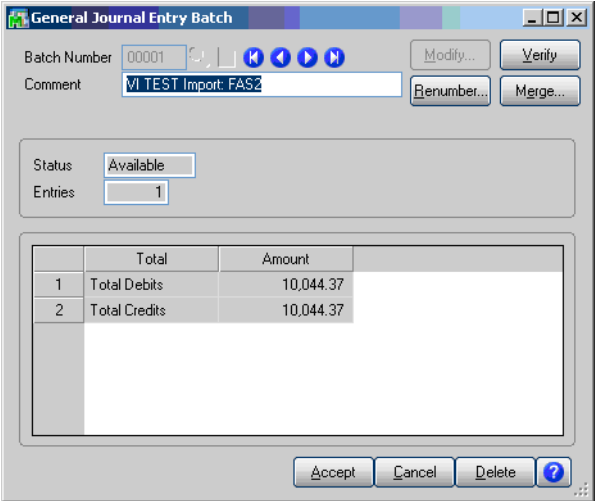 General Journal Entry Batch
Batch Number 00001 Modify... Verify
Comment VI TEST Import: FAS2 Renumber... Merge...
Status Available
Entries 1
Total Amount
1 Total Debits 10,044.37
2 Total Credits 10,044.37
Accept Cancel Delete ?